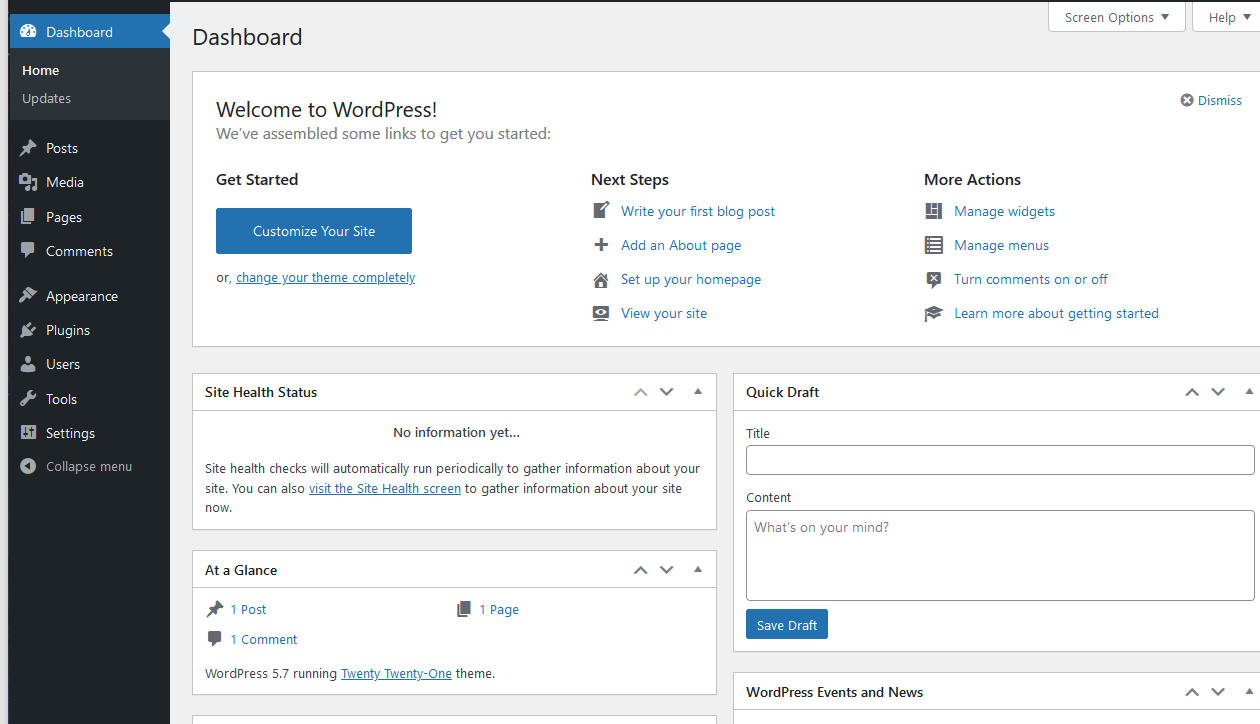 Dashboard
Home
Updates
Posts
Media
Pages
Comments
Appearance
Plugins
Users
Tools
Settings
Collapse menu
Screen Options
Help
Dashboard
Welcome to WordPress!
We've assembled some links to get you started:
Dismiss
Get Started
Customize Your Site
or, change your theme completely
Next Steps
Write your first blog post
Add an About page
Set up your homepage
View your site
More Actions
Manage widgets
Manage menus
Turn comments on or off
Learn more about getting started
Site Health Status
No information yet...
Site health checks will automatically run periodically to gather information about your
site. You can also visit the Site Health screen to gather information about your site
now.
At a Glance
1 Post
1 Page
1 Comment
WordPress 5.7 running Twenty Twenty-One theme.
Quick Draft
Title
Content
What's on your mind?
Save Draft
WordPress Events and News